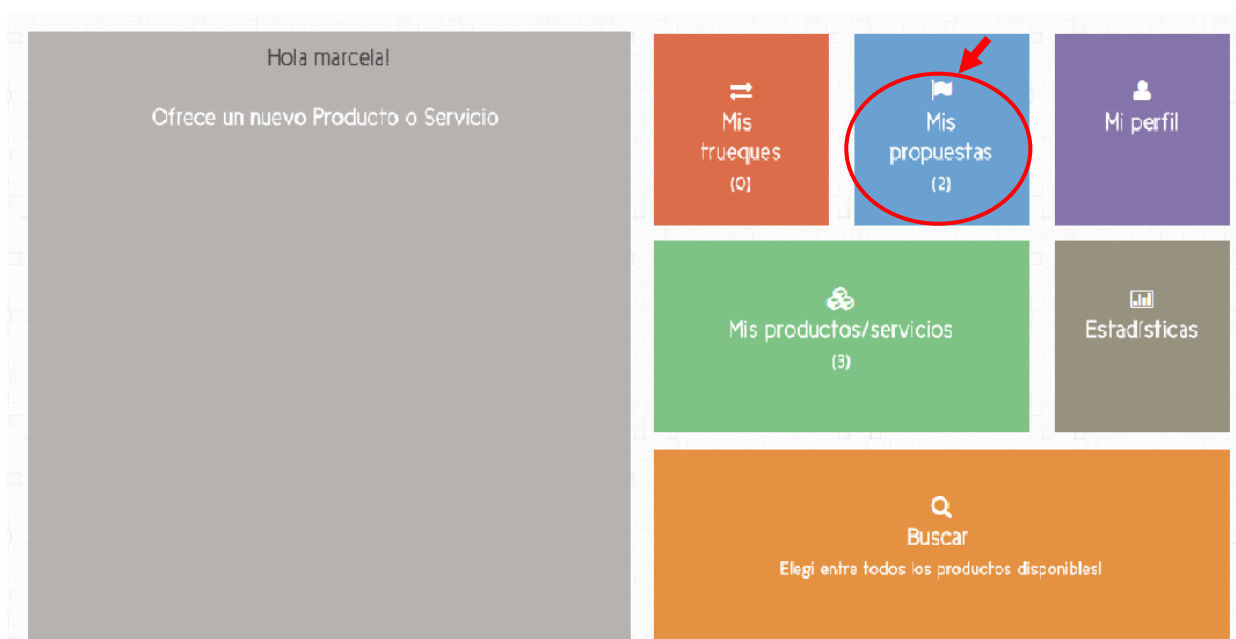 Hola marcela!
Ofrece un nuevo Producto o Servicio
Mis
trueques
(0)
Mis
propuestas
(2)
Mi perfil
Mis productos/servicios
(3)
Estadísticas
Buscar
Elegi entre todos los productos disponibles!